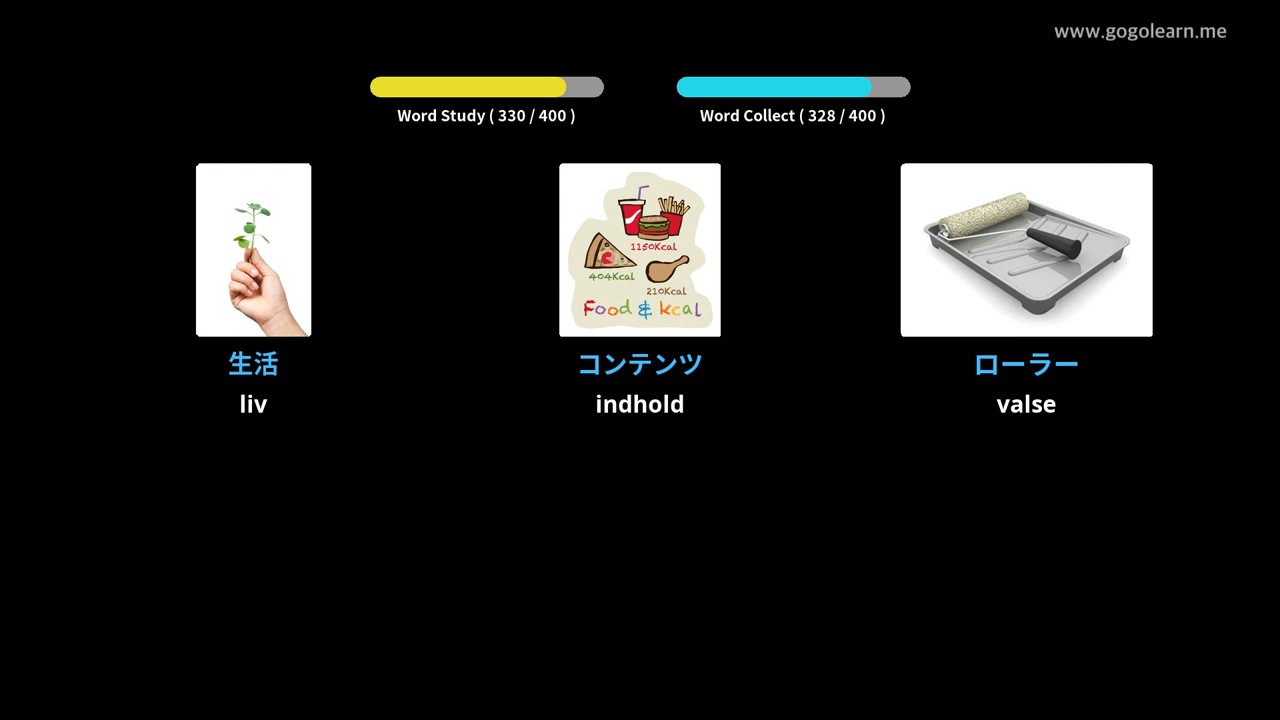 www.gogolearn.me
Word Study ( 330 / 400 )
Word Collect ( 328 / 400 )
1150Kcal
404Kcal
210Kcal
Food & kcal
生活
コンテンツ
ローラー
liv
indhold
valse